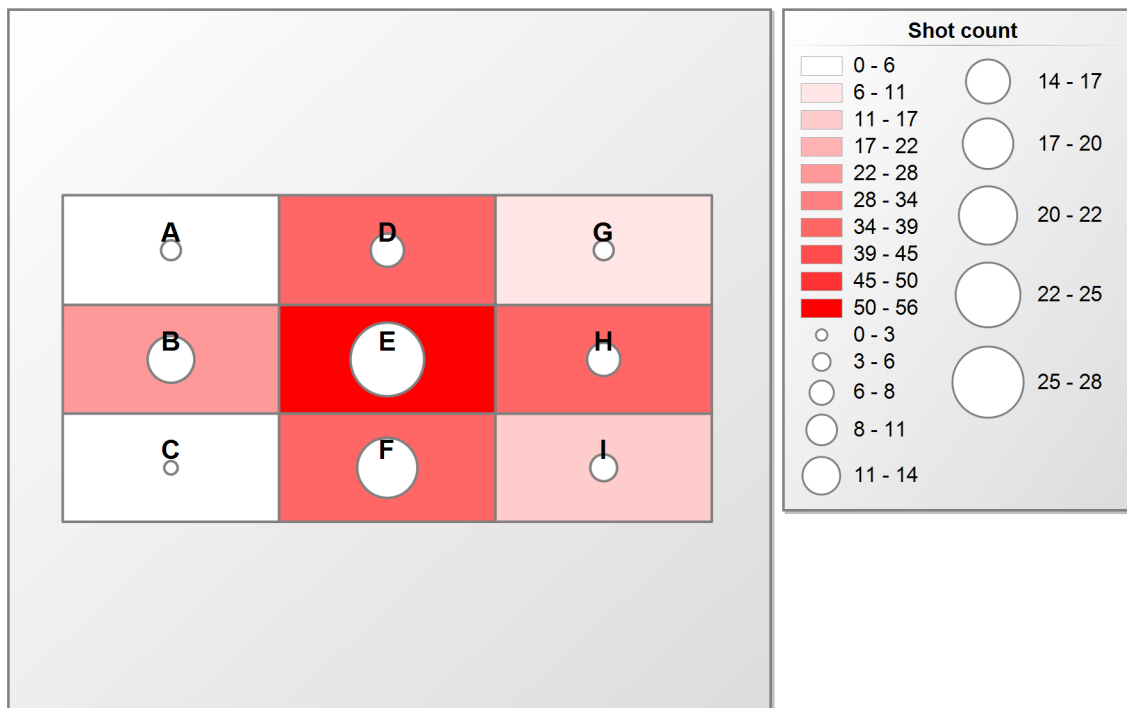 Shot count
0 - 6
6 - 11
11 - 17
17 - 22
22 - 28
28 - 34
34 - 39
39 - 45
45 - 50
50 - 56
0 - 3
3 - 6
6 - 8
8 - 11
11 - 14
14 - 17
17 - 20
20 - 22
22 - 25
25 - 28
A D G
B E H
C F I